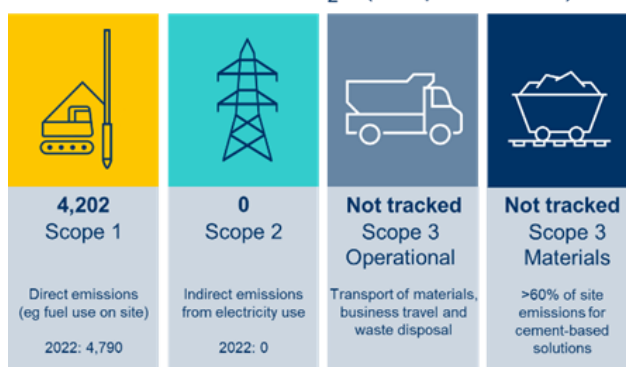 4,202
Scope 1
Direct emissions
(eg fuel use on site)
2022: 4,790
0
Scope 2
Indirect emissions
from electricity use
2022: 0
Not tracked
Scope 3
Operational
Transport of materials,
business travel and
waste disposal
Not tracked
Scope 3
Materials
>60% of site
emissions for
cement-based
solutions